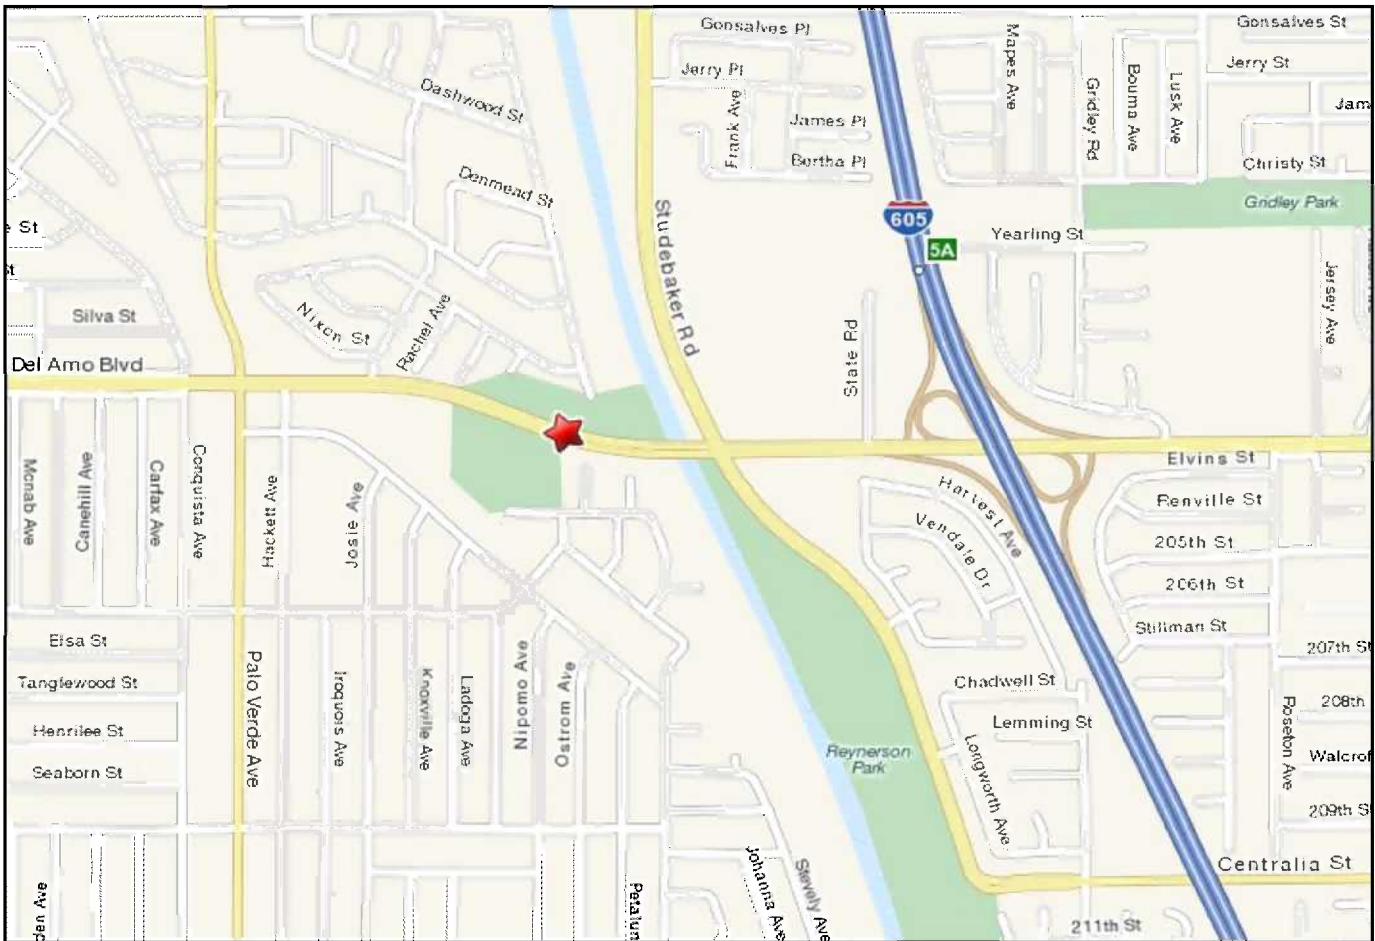 Gonsalves Pl
Gonsalves St
Jerry Pl
Jerry St
Mapes Ave
Gridley Rd
Bouma Ave
Lusk Ave
Dashwood St
Frank Ave
James Pl
Jam
Bertha Pl
Christy St
Denmead St
Gridley Park
605
e St
Studebaker Rd
Yearling St
5A
st
Jersey Ave
Silva St
Nixon St
Rachel Ave
State Rd
Del Amo Blvd
Mcnab Ave
Canehill Ave
Carfax Ave
Conquista Ave
Hackett Ave
Josie Ave
Elvins St
Harvest Ave
Renville St
Vendale Dr
205th St
206th St
Stillman St
Elsa St
207th St
Tanglewood St
Palo Verde Ave
Iroquois Ave
Knoxville Ave
Ladoga Ave
Nipomo Ave
Ostrom Ave
Chadwell St
208th
Roseton Ave
Henrilee St
Lemming St
Reynerson
Park
Longworth Ave
Walcrof
Seaborn St
209th S
Centralia St
den Ave
Petalum
Johanna Ave
Stevely Ave
211th St